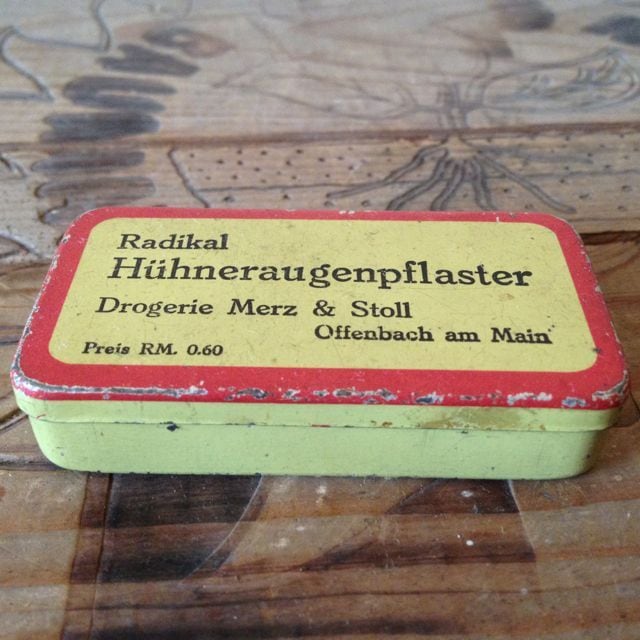 Radikal
Hühneraugenpflaster
Drogerie Merz & Stoll
Offenbach am Main
Preis RM. 0.60